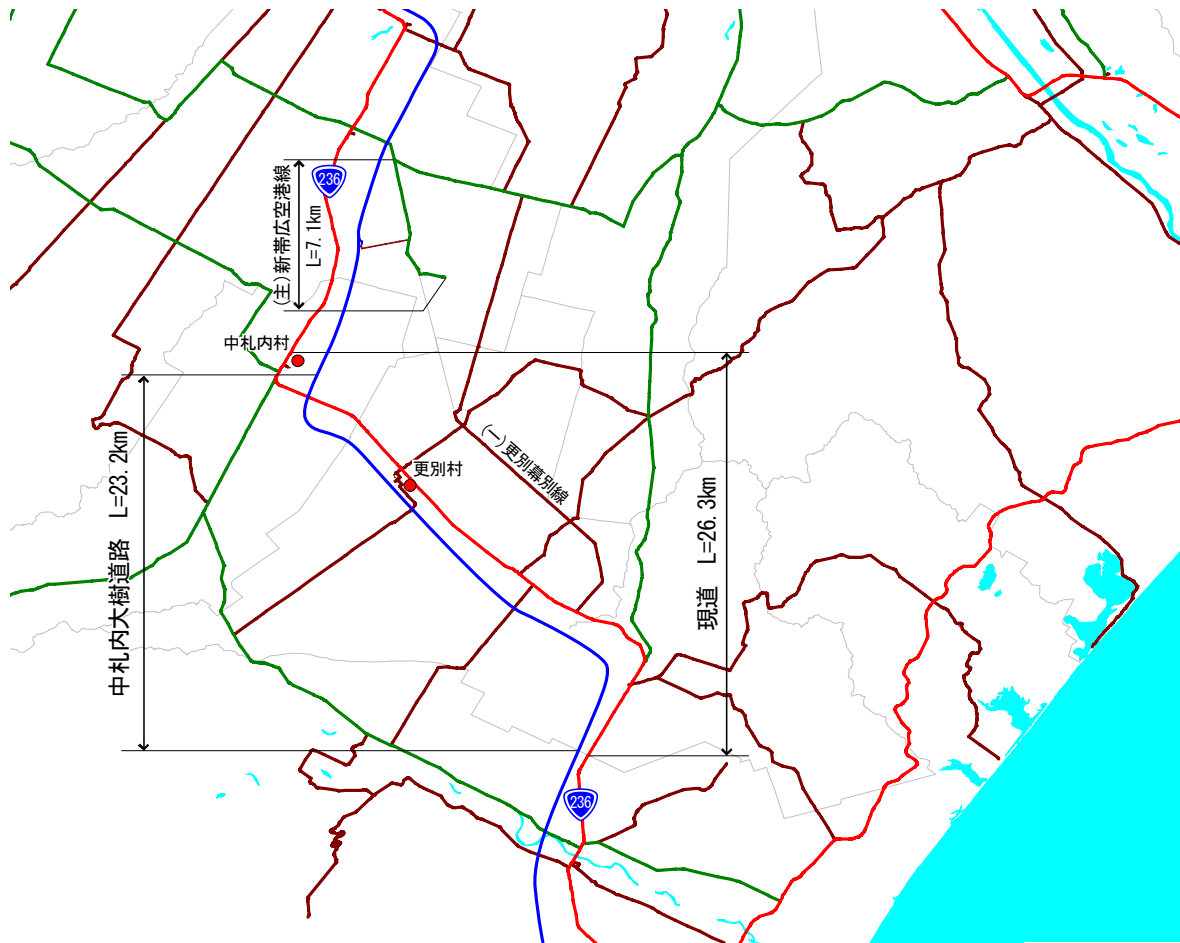 236
(主)新帯広空港線
L=7.1km
中札内村
更別村
(一)更別幕別線
中札内大樹道路 L=23.2km
現道 L=26.3km
236